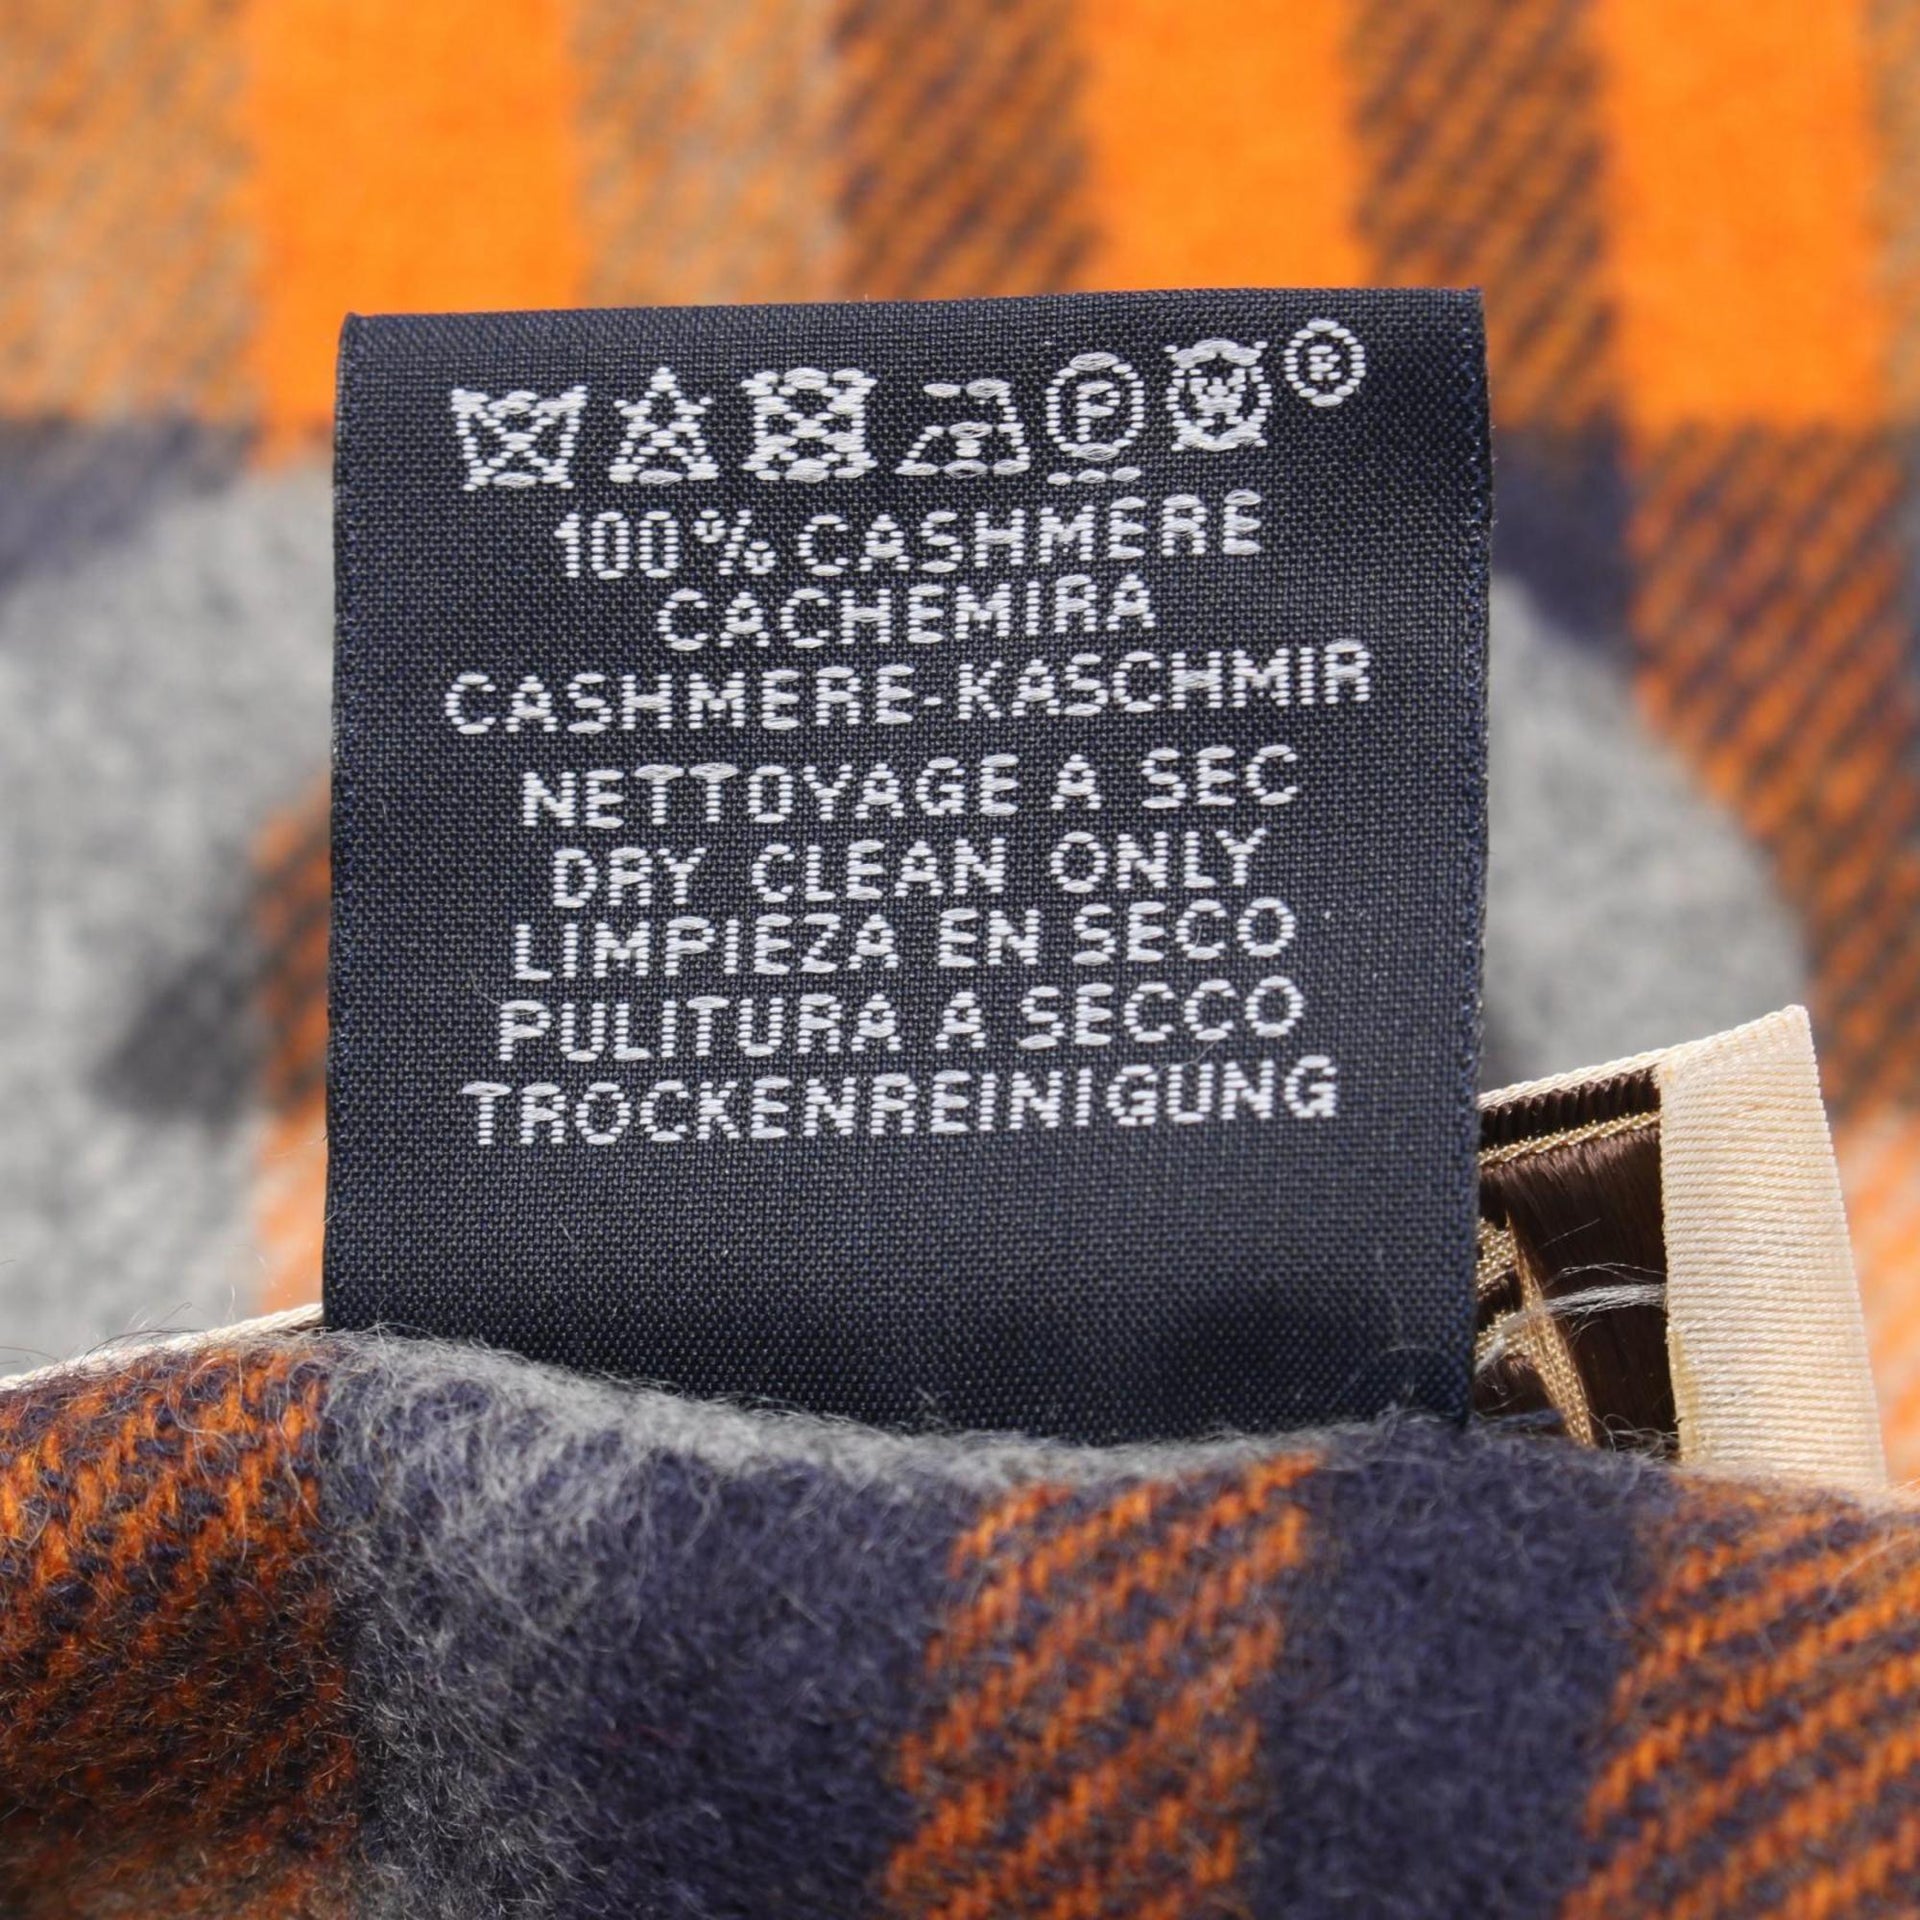 P W ®
100% CASHMERE
CACHEMIRA
CASHMERE-KASCHMIR
NETTOYAGE A SEC
DRY CLEAN ONLY
LIMPIEZA EN SECO
PULITURA A SECCO
TROCKENREINIGUNG